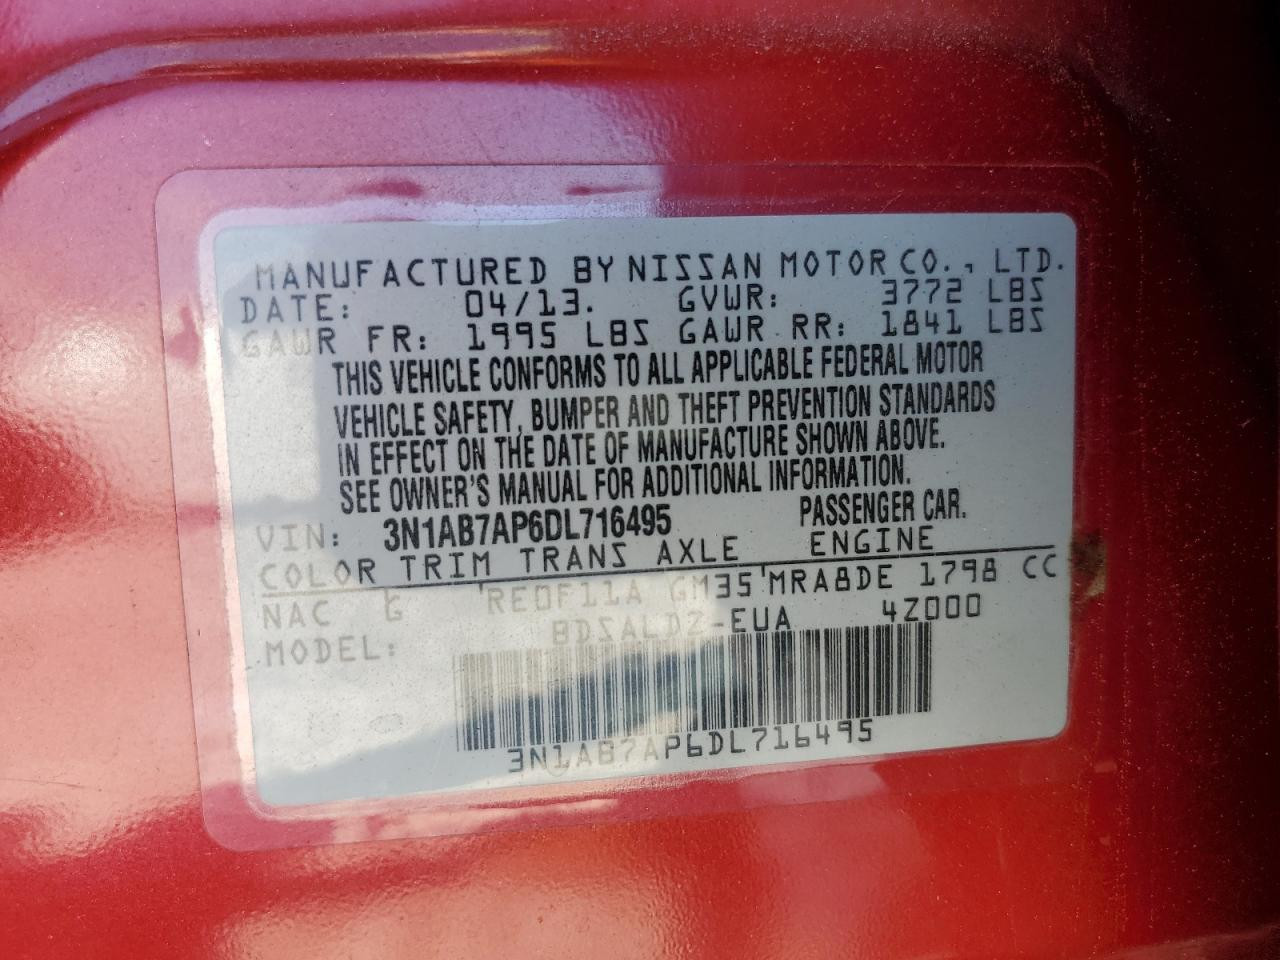 MANUFACTURED BY NISSAN MOTOR CO., LTD.
DATE: 04/13. GVWR: 3772 LBS
GAWR FR: 1995 LBS GAWR RR: 1841 LBS
THIS VEHICLE CONFORMS TO ALL APPLICABLE FEDERAL MOTOR
VEHICLE SAFETY, BUMPER AND THEFT PREVENTION STANDARDS
IN EFFECT ON THE DATE OF MANUFACTURE SHOWN ABOVE.
SEE OWNER'S MANUAL FOR ADDITIONAL INFORMATION.
VIN: 3N1AB7AP6DL716495 PASSENGER CAR.
COLOR TRIM TRANS AXLE ENGINE
NAC G RE0F11A GM35 MRA8DE 1798 CC
MODEL: BDSALD2-EUA 4Z000
3N1AB7AP6DL716495